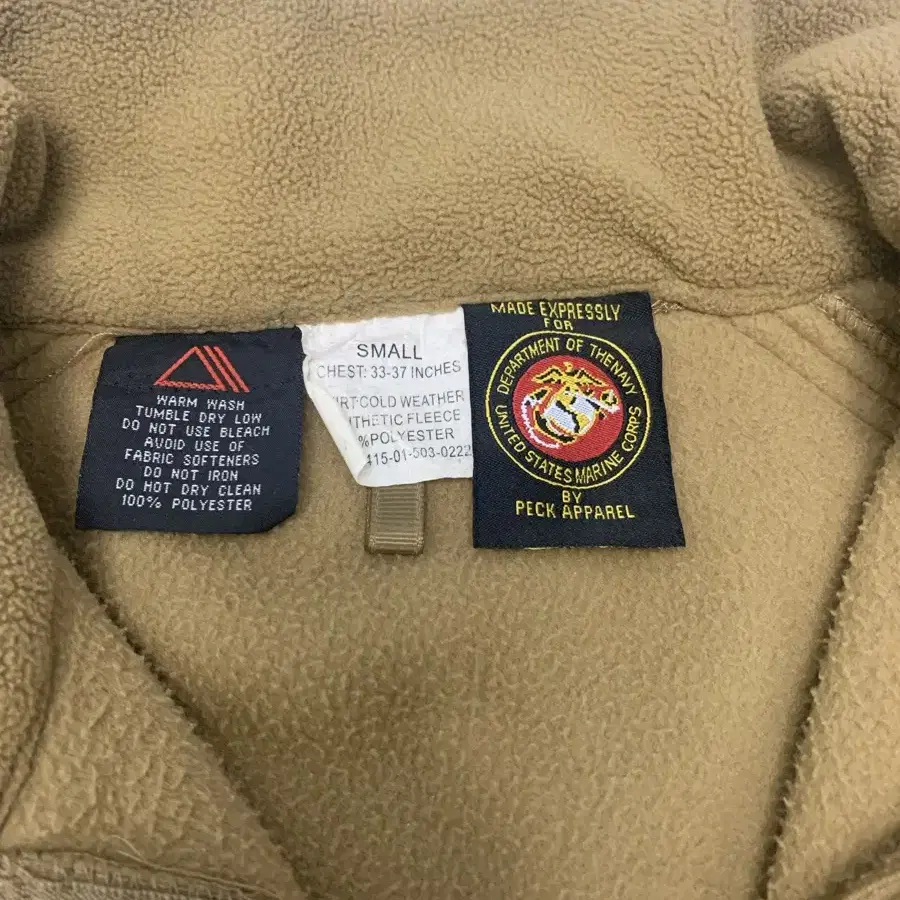 WARM WASH
TUMBLE DRY LOW
DO NOT USE BLEACH
AVOID USE OF
FABRIC SOFTENERS
DO NOT IRON
DO HOT DRY CLEAN
100% POLYESTER
SMALL
CHEST: 33-37 INCHES
COLD WEATHER
FLEECE
%POLYESTER
415-01-503-0222
MADE EXPRESSLY
FOR
DEPARTMENT OF THE NAVY
UNITED STATES MARINE CORPS
BY
PECK APPAREL